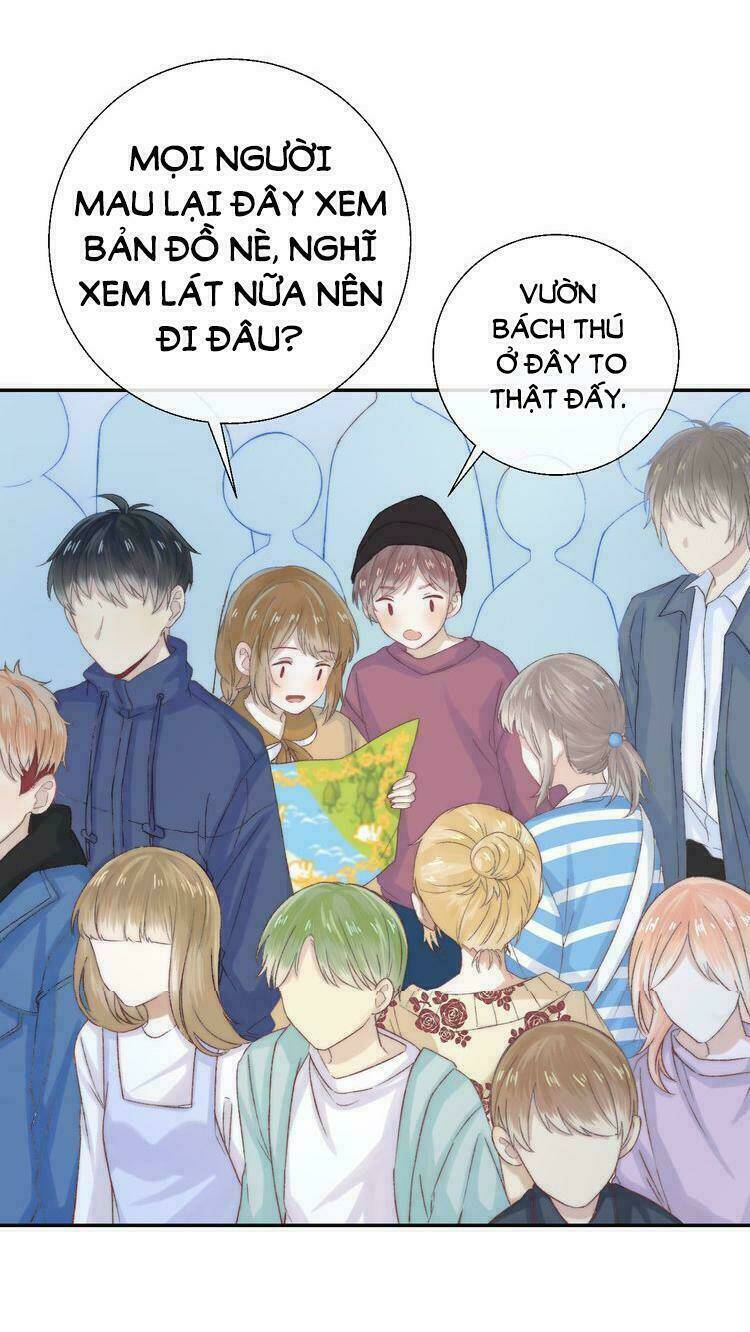 MỌI NGƯỜI
MAU LẠI ĐÂY XEM
BẢN ĐỒ NÈ, NGHĨ
XEM LÁT NỮA NÊN
ĐI ĐÂU?
VƯỜN
BÁCH THÚ
Ở ĐÂY TO
THẬT ĐẤY.